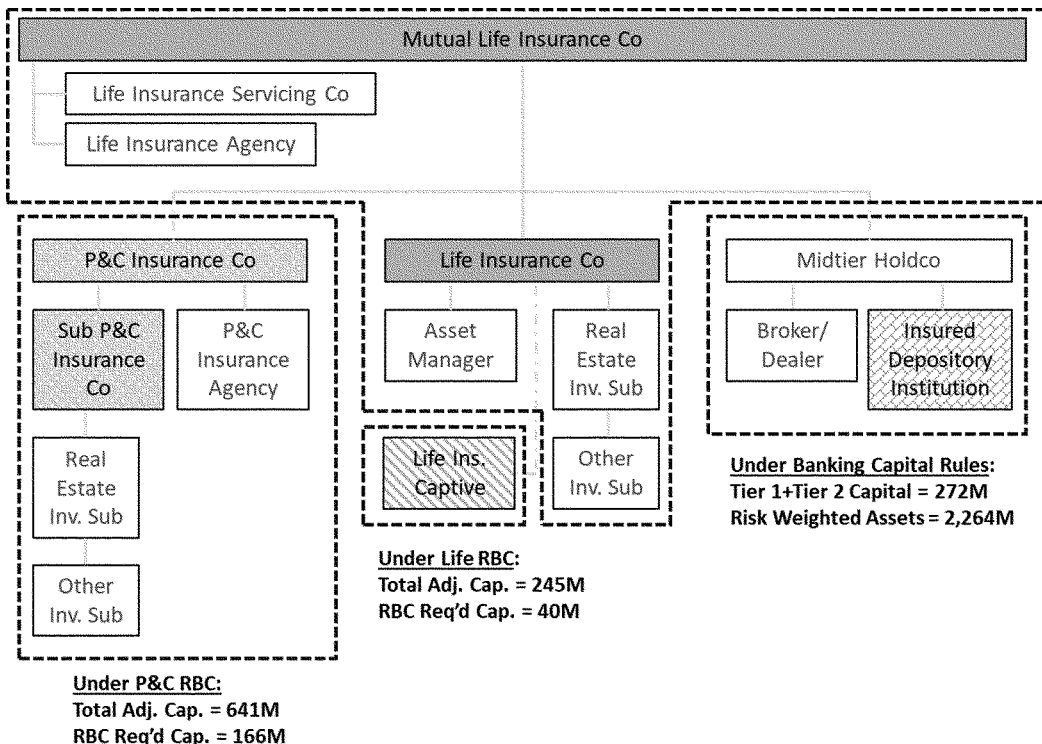 Mutual Life Insurance Co
Life Insurance Servicing Co
Life Insurance Agency
P&C Insurance Co
Life Insurance Co
Midtier Holdco
Sub P&C
Insurance
Co
P&C
Insurance
Agency
Asset
Manager
Real
Estate
Inv. Sub
Broker/
Dealer
Insured
Depository
Institution
Real
Estate
Inv. Sub
Life Ins.
Captive
Other
Inv. Sub
Other
Inv. Sub
Under Banking Capital Rules:
Tier 1+Tier 2 Capital = 272M
Risk Weighted Assets = 2,264M
Under Life RBC:
Total Adj. Cap. = 245M
RBC Req'd Cap. = 40M
Under P&C RBC:
Total Adj. Cap. = 641M
RBC Req'd Cap. = 166M